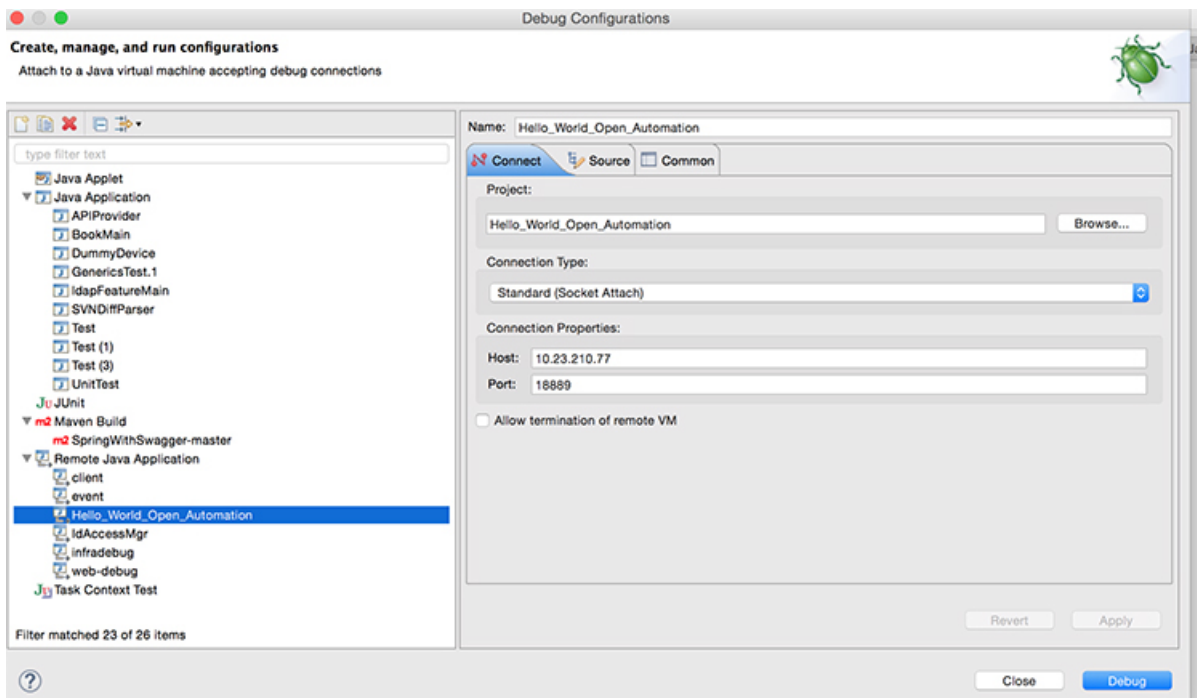 Debug Configurations
Create, manage, and run configurations
Attach to a Java virtual machine accepting debug connections
type filter text
Java Applet
Java Application
APIProvider
BookMain
DummyDevice
GenericsTest.1
ldapFeatureMain
SVNDiffParser
Test
Test (1)
Test (3)
UnitTest
Ju JUnit
m2 Maven Build
m2 SpringWithSwagger-master
Remote Java Application
client
event
Hello_World_Open_Automation
IdAccessMgr
infradebug
web-debug
Ju Task Context Test
Filter matched 23 of 26 items
Name: Hello_World_Open_Automation
Connect Source Common
Project:
Hello_World_Open_Automation Browse...
Connection Type:
Standard (Socket Attach)
Connection Properties:
Host: 10.23.210.77
Port: 18889
Allow termination of remote VM
Revert Apply
? Close Debug